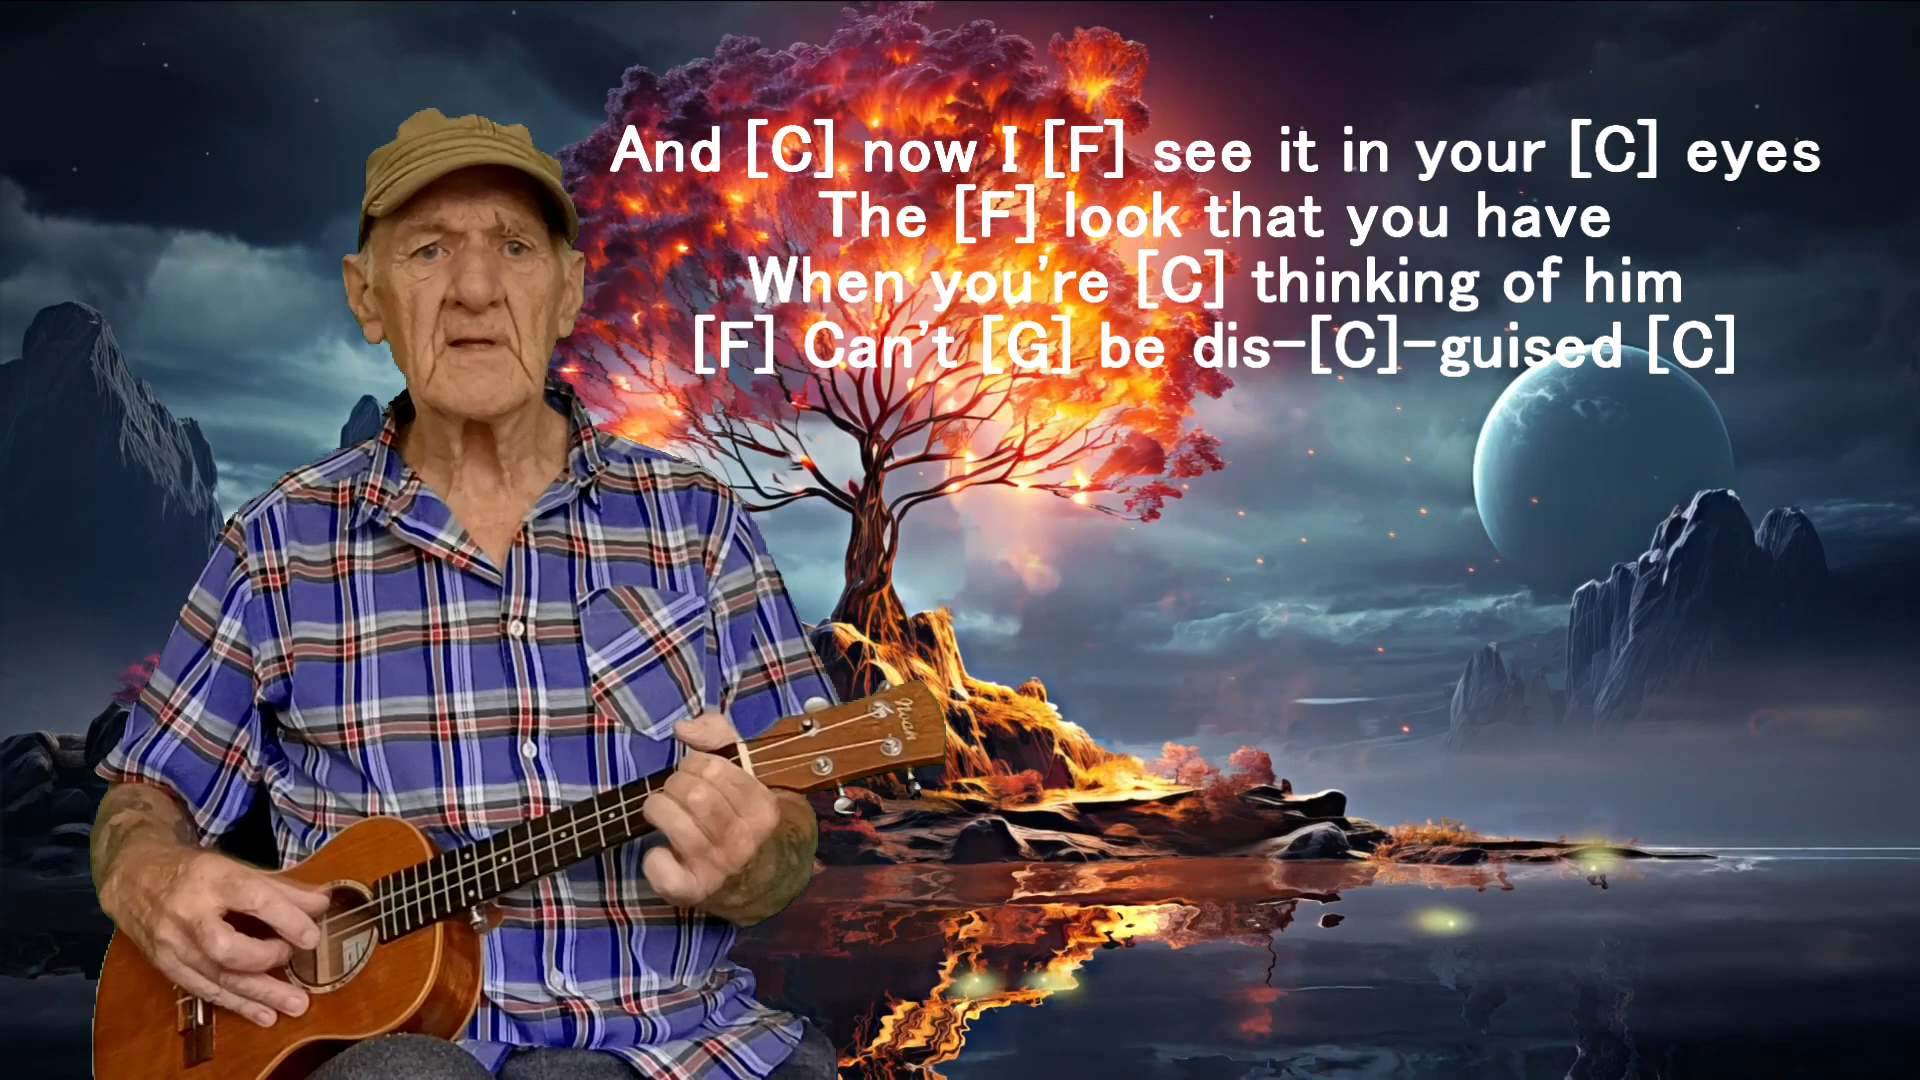 And [C] now I [F] see it in your [C] eyes
The [F] look that you have
When you're [C] thinking of him
[F] Can't [G] be dis-[C]-guised [C]